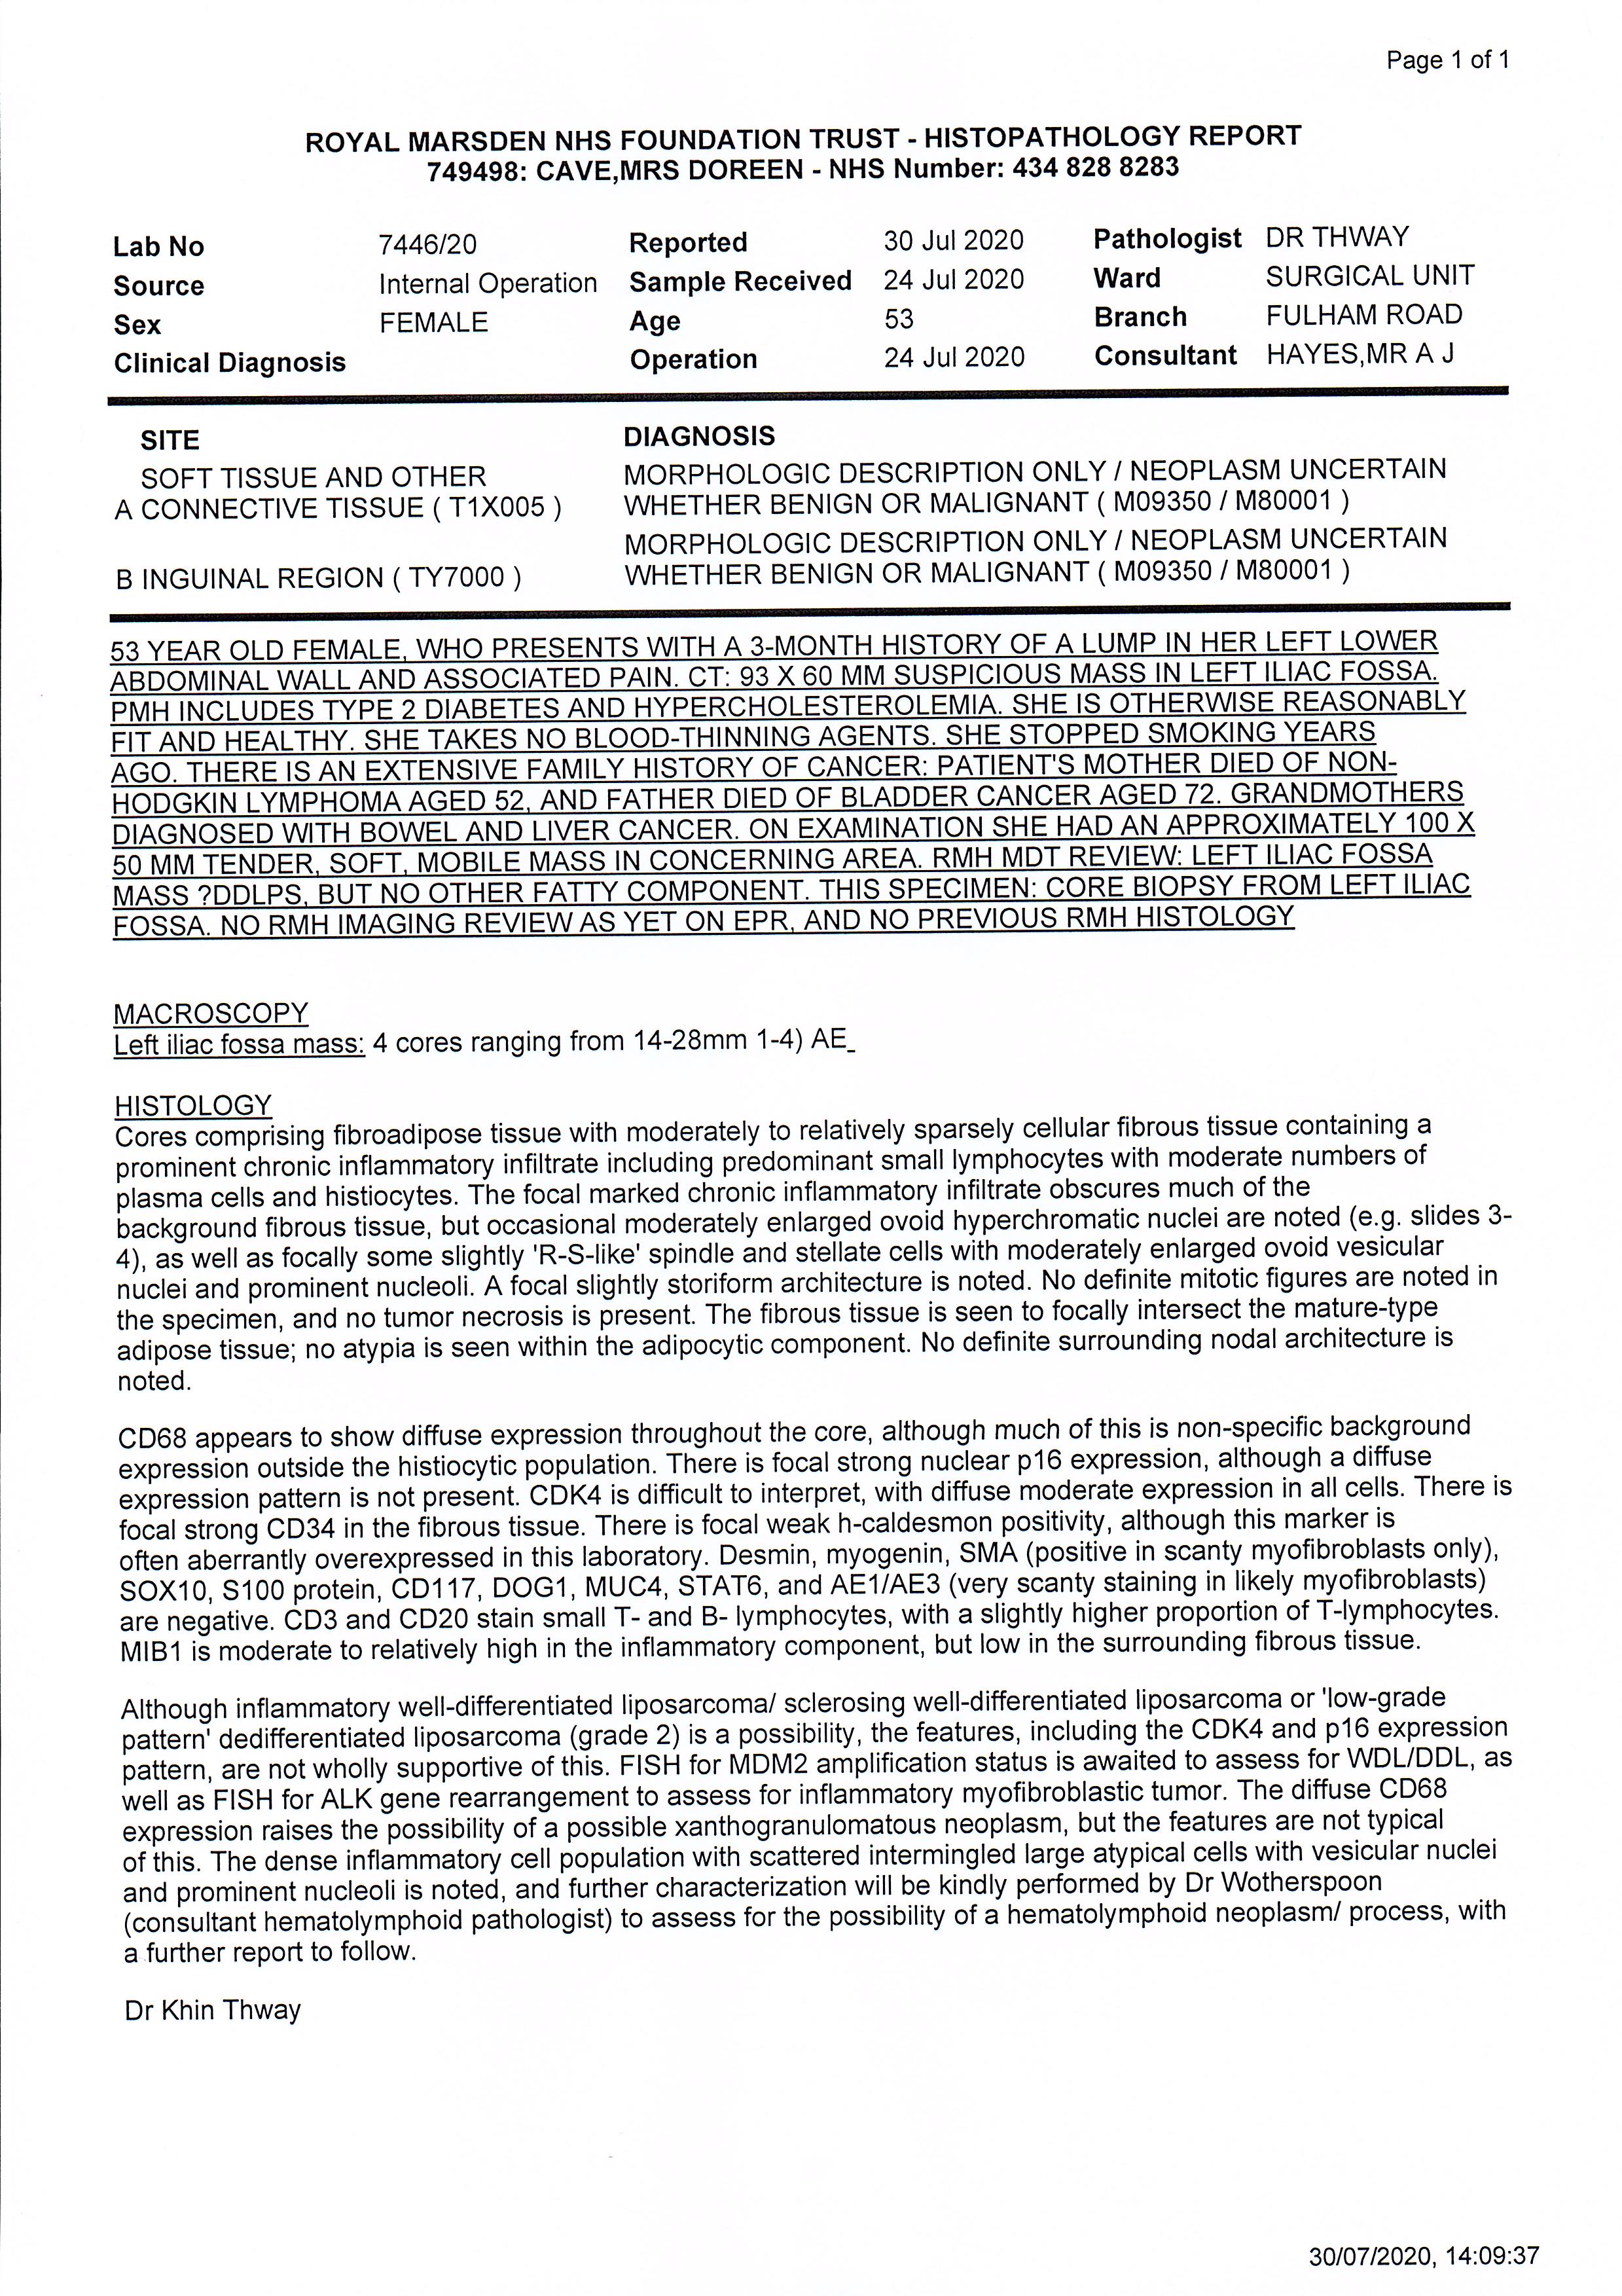 Page 1 of 1
ROYAL MARSDEN NHS FOUNDATION TRUST - HISTOPATHOLOGY REPORT
749498: CAVE,MRS DOREEN - NHS Number: 434 828 8283
Lab No 7446/20 Reported 30 Jul 2020 Pathologist DR THWAY
Source Internal Operation Sample Received 24 Jul 2020 Ward SURGICAL UNIT
Sex FEMALE Age 53 Branch FULHAM ROAD
Clinical Diagnosis Operation 24 Jul 2020 Consultant HAYES,MR A J
SITE DIAGNOSIS
SOFT TISSUE AND OTHER MORPHOLOGIC DESCRIPTION ONLY / NEOPLASM UNCERTAIN
A CONNECTIVE TISSUE ( T1X005 ) WHETHER BENIGN OR MALIGNANT ( M09350 / M80001 )
MORPHOLOGIC DESCRIPTION ONLY / NEOPLASM UNCERTAIN
B INGUINAL REGION ( TY7000 ) WHETHER BENIGN OR MALIGNANT ( M09350 / M80001 )
53 YEAR OLD FEMALE, WHO PRESENTS WITH A 3-MONTH HISTORY OF A LUMP IN HER LEFT LOWER
ABDOMINAL WALL AND ASSOCIATED PAIN. CT: 93 X 60 MM SUSPICIOUS MASS IN LEFT ILIAC FOSSA.
PMH INCLUDES TYPE 2 DIABETES AND HYPERCHOLESTEROLEMIA. SHE IS OTHERWISE REASONABLY
FIT AND HEALTHY. SHE TAKES NO BLOOD-THINNING AGENTS. SHE STOPPED SMOKING YEARS
AGO. THERE IS AN EXTENSIVE FAMILY HISTORY OF CANCER: PATIENT'S MOTHER DIED OF NON-
HODGKIN LYMPHOMA AGED 52, AND FATHER DIED OF BLADDER CANCER AGED 72. GRANDMOTHERS
DIAGNOSED WITH BOWEL AND LIVER CANCER. ON EXAMINATION SHE HAD AN APPROXIMATELY 100 X
50 MM TENDER, SOFT, MOBILE MASS IN CONCERNING AREA. RMH MDT REVIEW: LEFT ILIAC FOSSA
MASS ?DDLPS, BUT NO OTHER FATTY COMPONENT. THIS SPECIMEN: CORE BIOPSY FROM LEFT ILIAC
FOSSA. NO RMH IMAGING REVIEW AS YET ON EPR, AND NO PREVIOUS RMH HISTOLOGY
MACROSCOPY
Left iliac fossa mass: 4 cores ranging from 14-28mm 1-4) AE_
HISTOLOGY
Cores comprising fibroadipose tissue with moderately to relatively sparsely cellular fibrous tissue containing a
prominent chronic inflammatory infiltrate including predominant small lymphocytes with moderate numbers of
plasma cells and histiocytes. The focal marked chronic inflammatory infiltrate obscures much of the
background fibrous tissue, but occasional moderately enlarged ovoid hyperchromatic nuclei are noted (e.g. slides 3-
4), as well as focally some slightly 'R-S-like' spindle and stellate cells with moderately enlarged ovoid vesicular
nuclei and prominent nucleoli. A focal slightly storiform architecture is noted. No definite mitotic figures are noted in
the specimen, and no tumor necrosis is present. The fibrous tissue is seen to focally intersect the mature-type
adipose tissue; no atypia is seen within the adipocytic component. No definite surrounding nodal architecture is
noted.
CD68 appears to show diffuse expression throughout the core, although much of this is non-specific background
expression outside the histiocytic population. There is focal strong nuclear p16 expression, although a diffuse
expression pattern is not present. CDK4 is difficult to interpret, with diffuse moderate expression in all cells. There is
focal strong CD34 in the fibrous tissue. There is focal weak h-caldesmon positivity, although this marker is
often aberrantly overexpressed in this laboratory. Desmin, myogenin, SMA (positive in scanty myofibroblasts only),
SOX10, S100 protein, CD117, DOG1, MUC4, STAT6, and AE1/AE3 (very scanty staining in likely myofibroblasts)
are negative. CD3 and CD20 stain small T- and B- lymphocytes, with a slightly higher proportion of T-lymphocytes.
MIB1 is moderate to relatively high in the inflammatory component, but low in the surrounding fibrous tissue.
Although inflammatory well-differentiated liposarcoma/ sclerosing well-differentiated liposarcoma or 'low-grade
pattern' dedifferentiated liposarcoma (grade 2) is a possibility, the features, including the CDK4 and p16 expression
pattern, are not wholly supportive of this. FISH for MDM2 amplification status is awaited to assess for WDL/DDL, as
well as FISH for ALK gene rearrangement to assess for inflammatory myofibroblastic tumor. The diffuse CD68
expression raises the possibility of a possible xanthogranulomatous neoplasm, but the features are not typical
of this. The dense inflammatory cell population with scattered intermingled large atypical cells with vesicular nuclei
and prominent nucleoli is noted, and further characterization will be kindly performed by Dr Wotherspoon
(consultant hematolymphoid pathologist) to assess for the possibility of a hematolymphoid neoplasm/ process, with
a further report to follow.
Dr Khin Thway
30/07/2020, 14:09:37